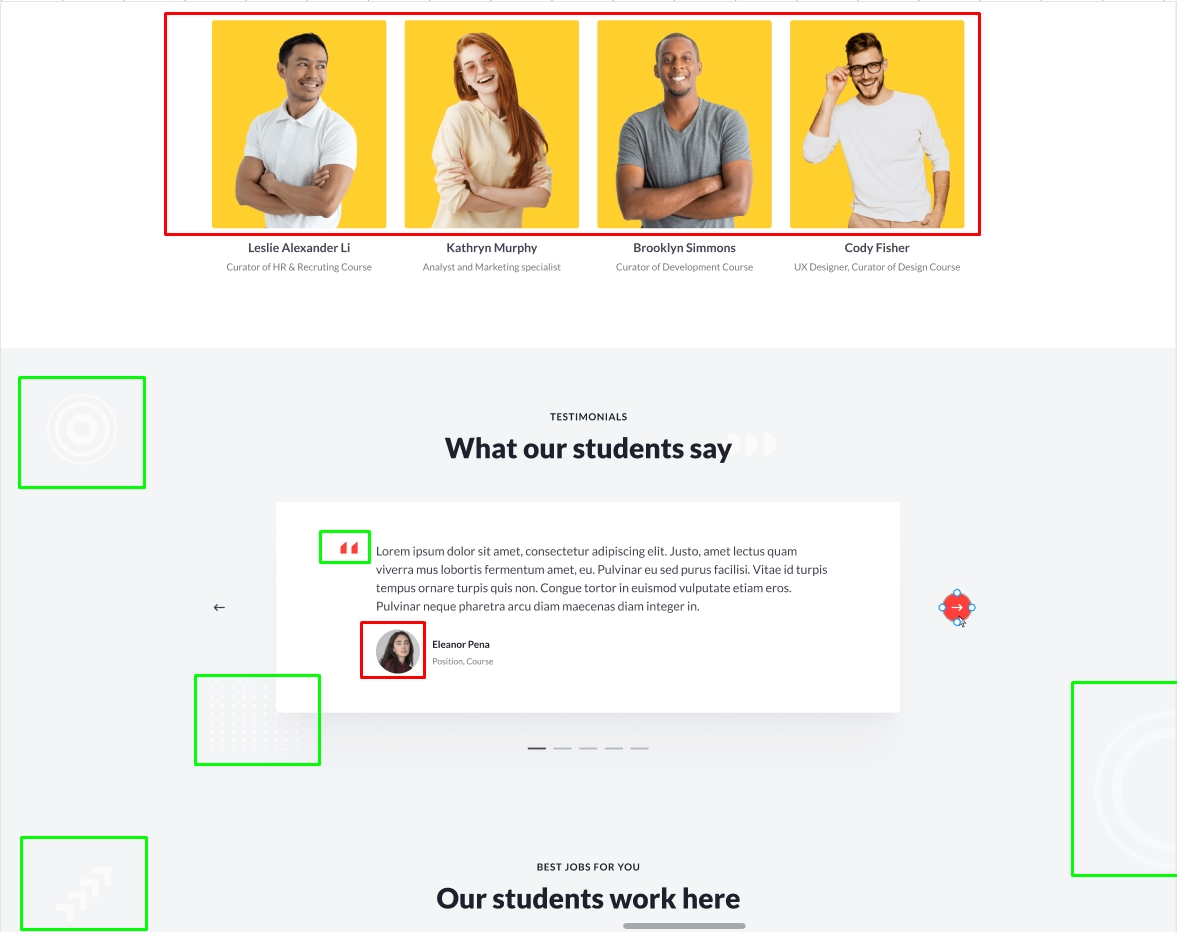 Leslie Alexander Li
Curator of HR & Recruting Course
Kathryn Murphy
Analyst and Marketing specialist
Brooklyn Simmons
Curator of Development Course
Cody Fisher
UX Designer, Curator of Design Course
TESTIMONIALS
What our students say
Lorem ipsum dolor sit amet, consectetur adipiscing elit. Justo, amet lectus quam
viverra mus lobortis fermentum amet, eu. Pulvinar eu sed purus facilisi. Vitae id turpis
tempus ornare turpis quis non. Congue tortor in euismod vulputate etiam eros.
Pulvinar neque pharetra arcu diam maecenas diam integer in.
Eleanor Pena
Position, Course
BEST JOBS FOR YOU
Our students work here